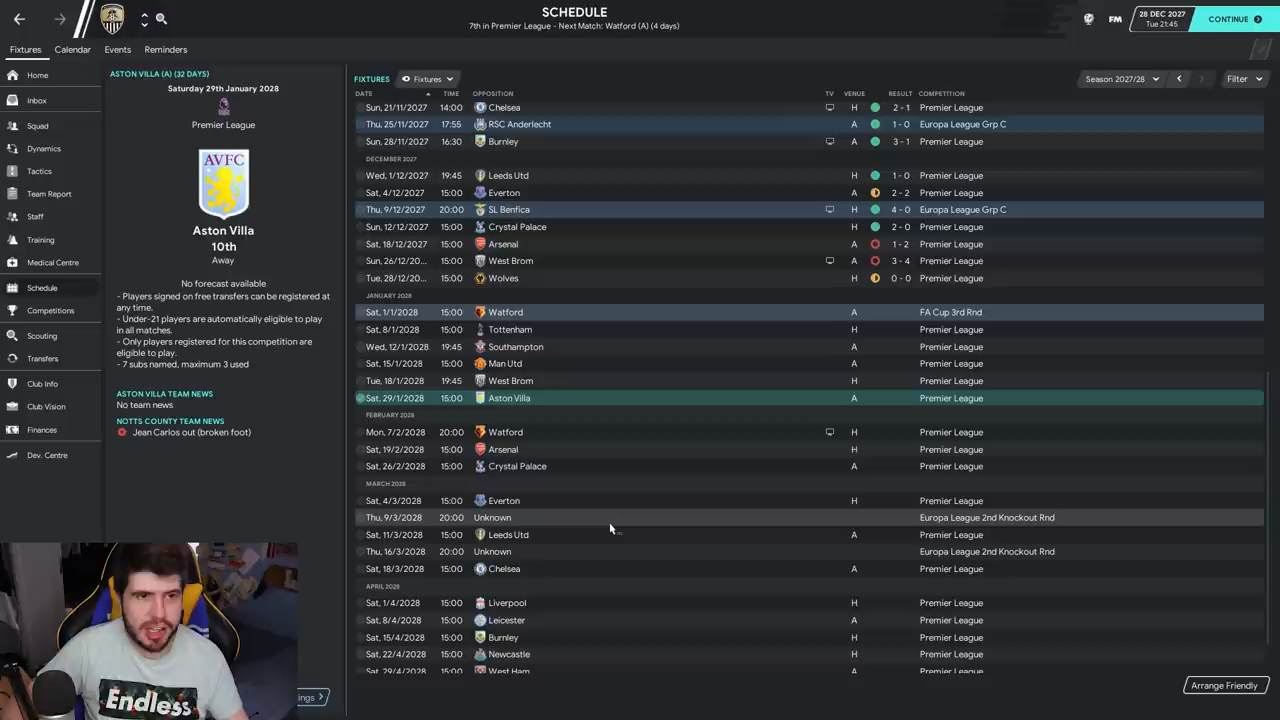 SCHEDULE
7th in Premier League - Next Match: Watford (A) (4 days)
FM
28 DEC 2027
Tue 21:45
CONTINUE
Fixtures
Calendar
Events
Reminders
Home
Inbox
Squad
Dynamics
Tactics
Team Report
Staff
Training
Medical Centre
Schedule
Competitions
Scouting
Transfers
Club Info
Club Vision
Finances
Dev. Centre
ASTON VILLA (A) (32 DAYS)
Saturday 29th January 2028
Premier League
AVFC
Aston Villa
10th
Away
No forecast available
- Players signed on free transfers can be registered at
any time.
- Under-21 players are automatically eligible to play
in all matches.
- Only players registered for this competition are
eligible to play.
- 7 subs named, maximum 3 used
ASTON VILLA TEAM NEWS
No team news
NOTTS COUNTY TEAM NEWS
Jean Carlos out (broken foot)
ings
FIXTURES
Fixtures
Season 2027/28
Filter
DATE TIME OPPOSITION TV VENUE RESULT COMPETITION
Sun, 21/11/2027 14:00 Chelsea H 2 - 1 Premier League
Thu, 25/11/2027 17:55 RSC Anderlecht A 1 - 0 Europa League Grp C
Sun, 28/11/2027 16:30 Burnley A 3 - 1 Premier League
DECEMBER 2027
Wed, 1/12/2027 19:45 Leeds Utd H 1 - 0 Premier League
Sat, 4/12/2027 15:00 Everton A 2 - 2 Premier League
Thu, 9/12/2027 20:00 SL Benfica H 4 - 0 Europa League Grp C
Sun, 12/12/2027 15:00 Crystal Palace H 2 - 0 Premier League
Sat, 18/12/2027 15:00 Arsenal A 1 - 2 Premier League
Sun, 26/12/20... 15:00 West Brom A 3 - 4 Premier League
Tue, 28/12/20... 15:00 Wolves H 0 - 0 Premier League
JANUARY 2028
Sat, 1/1/2028 15:00 Watford A FA Cup 3rd Rnd
Sat, 8/1/2028 15:00 Tottenham H Premier League
Wed, 12/1/2028 19:45 Southampton A Premier League
Sat, 15/1/2028 15:00 Man Utd A Premier League
Tue, 18/1/2028 19:45 West Brom H Premier League
Sat, 29/1/2028 15:00 Aston Villa A Premier League
FEBRUARY 2028
Mon, 7/2/2028 20:00 Watford H Premier League
Sat, 19/2/2028 15:00 Arsenal H Premier League
Sat, 26/2/2028 15:00 Crystal Palace A Premier League
MARCH 2028
Sat, 4/3/2028 15:00 Everton H Premier League
Thu, 9/3/2028 20:00 Unknown Europa League 2nd Knockout Rnd
Sat, 11/3/2028 15:00 Leeds Utd A Premier League
Thu, 16/3/2028 20:00 Unknown Europa League 2nd Knockout Rnd
Sat, 18/3/2028 15:00 Chelsea A Premier League
APRIL 2028
Sat, 1/4/2028 15:00 Liverpool H Premier League
Sat, 8/4/2028 15:00 Leicester A Premier League
Sat, 15/4/2028 15:00 Burnley H Premier League
Sat, 22/4/2028 15:00 Newcastle H Premier League
Sat, 29/4/2028 15:00 West Ham A Premier League
Arrange Friendly
Endless